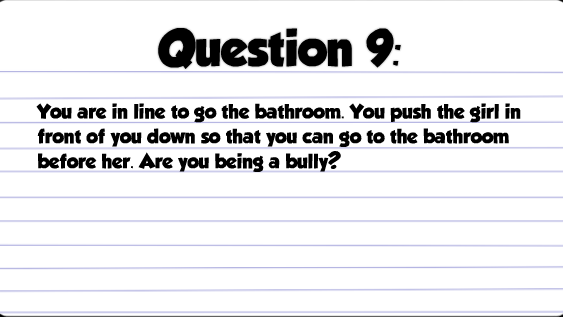 Question 9:
You are in line to go the bathroom. You push the girl in
front of you down so that you can go to the bathroom
before her. Are you being a bully?